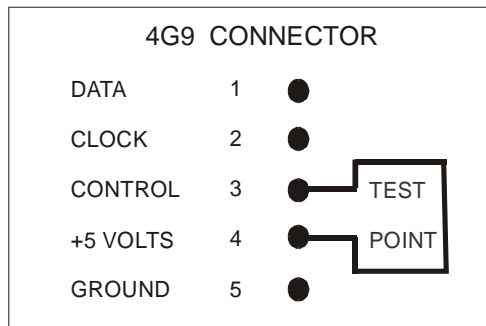 4G9 CONNECTOR
DATA 1
CLOCK 2
CONTROL 3 TEST
+5 VOLTS 4 POINT
GROUND 5